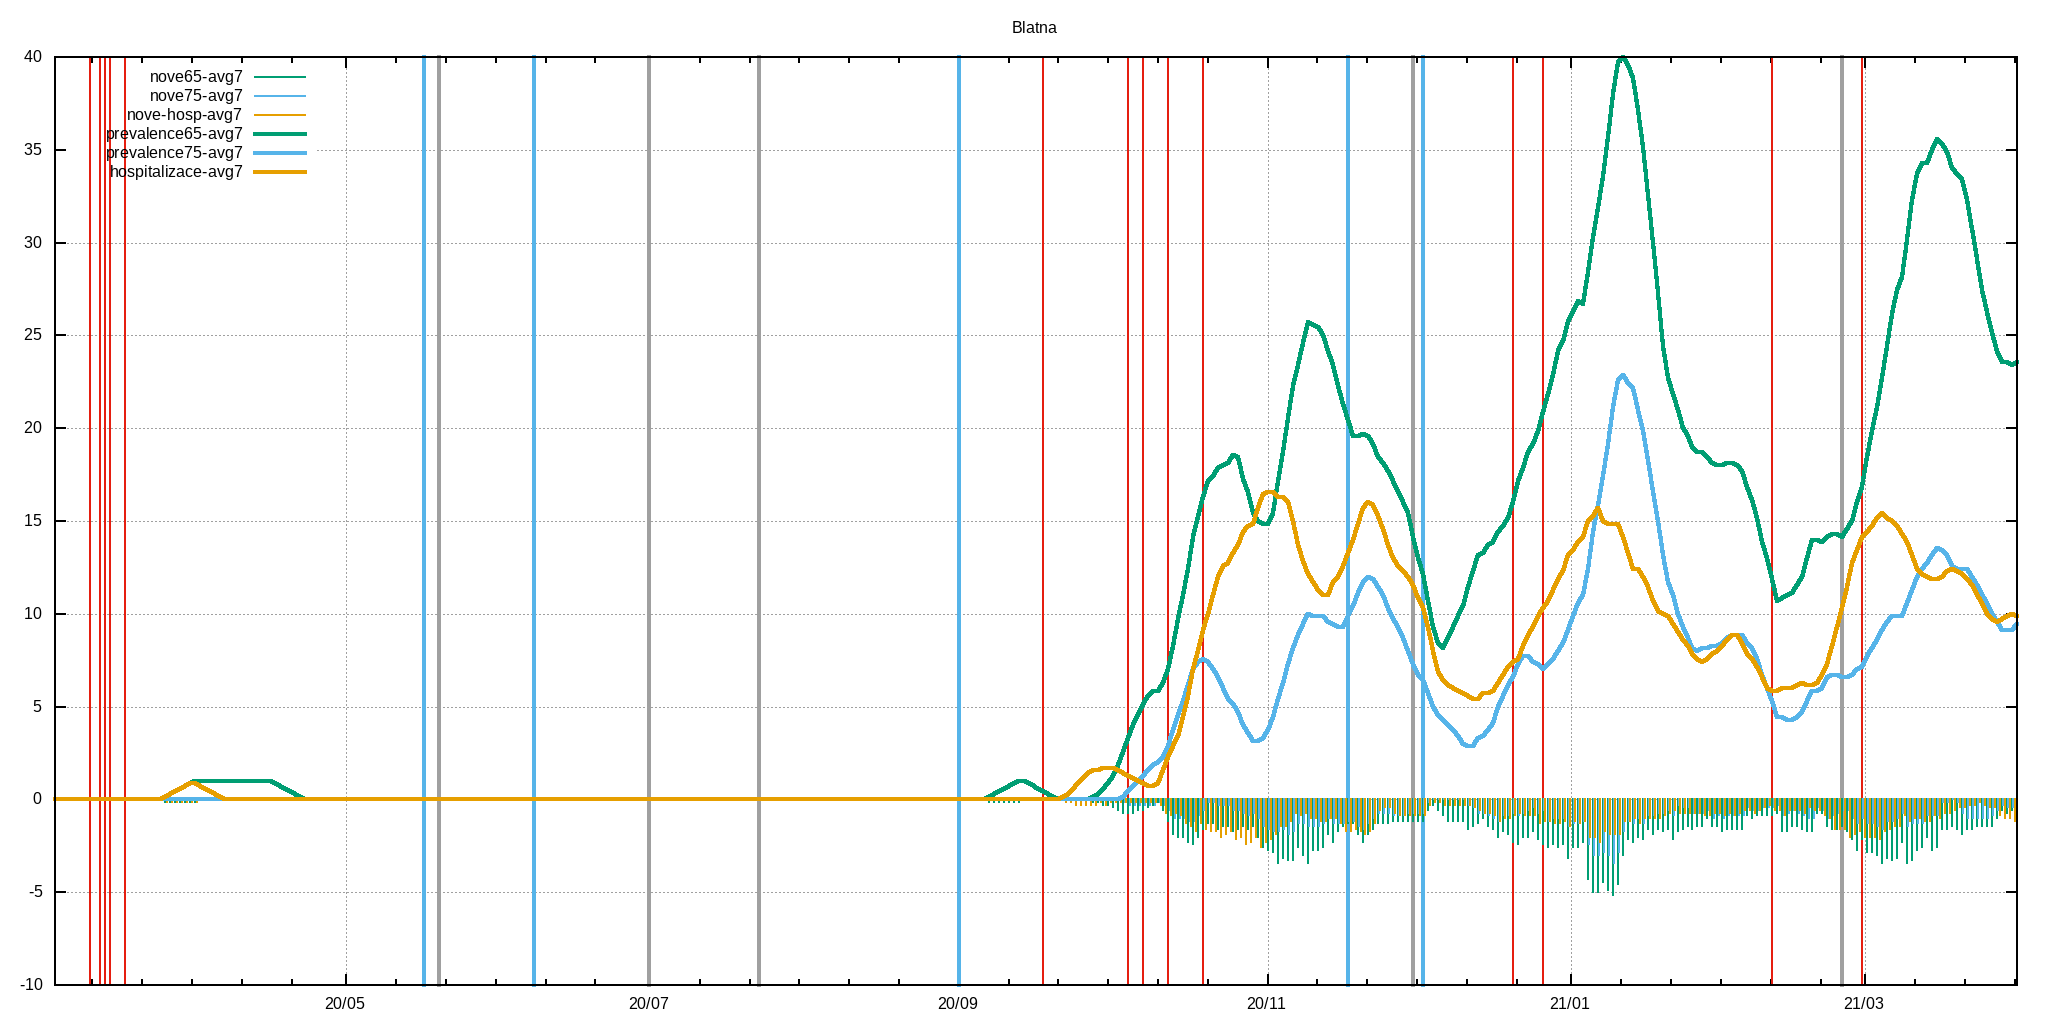 Blatna
40
35
30
25
20
15
10
5
0
-5
-10
nove65-avg7
nove75-avg7
nove-hosp-avg7
prevalence65-avg7
prevalence75-avg7
hospitalizace-avg7
20/05 20/07 20/09 20/11 21/01 21/03